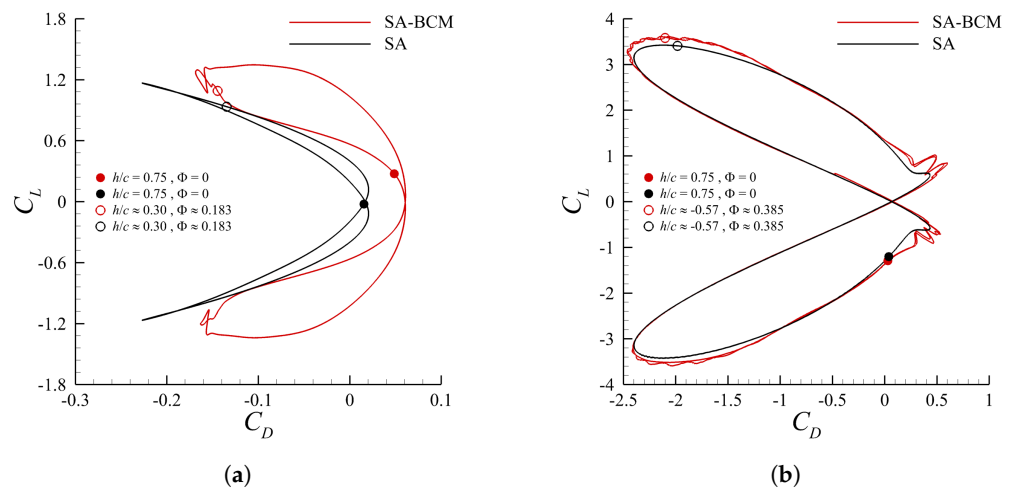 SA-BCM
SA
1.8
1.2
0.6
0
-0.6
-1.2
-1.8
C_L
h/c = 0.75 , Φ = 0
h/c = 0.75 , Φ = 0
h/c ≈ 0.30 , Φ ≈ 0.183
h/c ≈ 0.30 , Φ ≈ 0.183
-0.3 -0.2 -0.1 0 0.1
C_D
(a)
SA-BCM
SA
4
3
2
1
0
-1
-2
-3
-4
C_L
h/c = 0.75 , Φ = 0
h/c = 0.75 , Φ = 0
h/c ≈ -0.57 , Φ ≈ 0.385
h/c ≈ -0.57 , Φ ≈ 0.385
-2.5 -2 -1.5 -1 -0.5 0 0.5 1
C_D
(b)